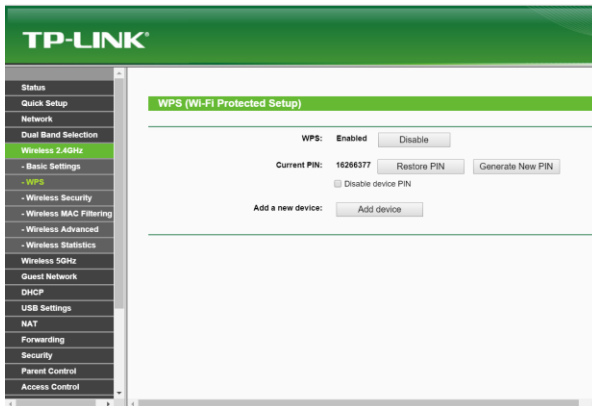 TP-LINK®
Status
Quick Setup
Network
Dual Band Selection
Wireless 2.4GHz
- Basic Settings
- WPS
- Wireless Security
- Wireless MAC Filtering
- Wireless Advanced
- Wireless Statistics
Wireless 5GHz
Guest Network
DHCP
USB Settings
NAT
Forwarding
Security
Parent Control
Access Control
WPS (Wi-Fi Protected Setup)
WPS: Enabled Disable
Current PIN: 16266377 Restore PIN Generate New PIN
Disable device PIN
Add a new device: Add device